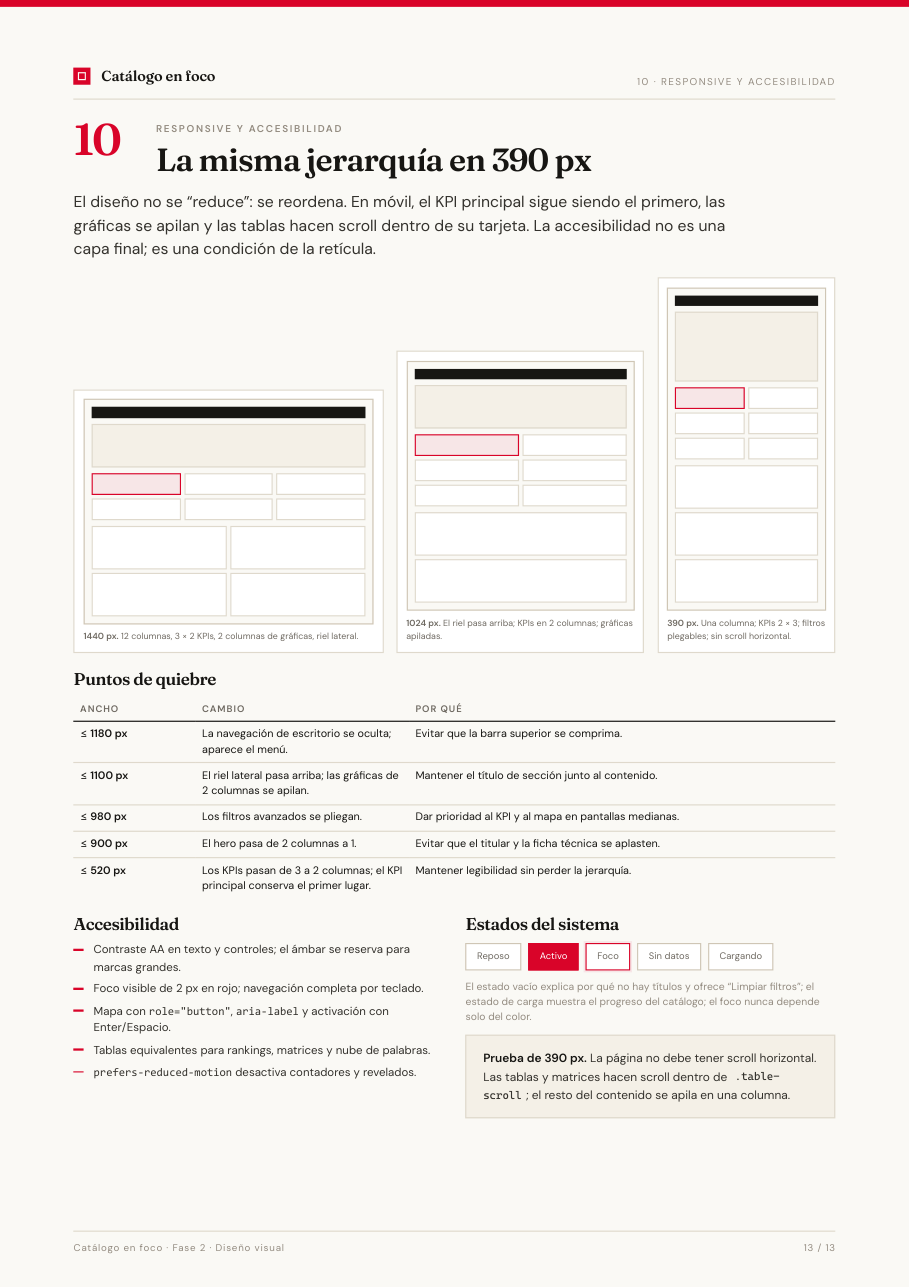 Catálogo en foco
10 · RESPONSIVE Y ACCESIBILIDAD
10
RESPONSIVE Y ACCESIBILIDAD
La misma jerarquía en 390 px
El diseño no se “reduce”: se reordena. En móvil, el KPI principal sigue siendo el primero, las
gráficas se apilan y las tablas hacen scroll dentro de su tarjeta. La accesibilidad no es una
capa final; es una condición de la retícula.
1440 px. 12 columnas, 3 × 2 KPIs, 2 columnas de gráficas, riel lateral.
1024 px. El riel pasa arriba; KPIs en 2 columnas; gráficas
apiladas.
390 px. Una columna; KPIs 2 × 3; filtros
plegables; sin scroll horizontal.
Puntos de quiebre
ANCHO CAMBIO POR QUÉ
≤ 1180 px La navegación de escritorio se oculta; Evitar que la barra superior se comprima.
aparece el menú.
≤ 1100 px El riel lateral pasa arriba; las gráficas de Mantener el título de sección junto al contenido.
2 columnas se apilan.
≤ 980 px Los filtros avanzados se pliegan. Dar prioridad al KPI y al mapa en pantallas medianas.
≤ 900 px El hero pasa de 2 columnas a 1. Evitar que el titular y la ficha técnica se aplasten.
≤ 520 px Los KPIs pasan de 3 a 2 columnas; el KPI Mantener legibilidad sin perder la jerarquía.
principal conserva el primer lugar.
Accesibilidad
Contraste AA en texto y controles; el ámbar se reserva para
marcas grandes.
Foco visible de 2 px en rojo; navegación completa por teclado.
Mapa con role="button", aria-label y activación con
Enter/Espacio.
Tablas equivalentes para rankings, matrices y nube de palabras.
prefers-reduced-motion desactiva contadores y revelados.
Estados del sistema
Reposo Activo Foco Sin datos Cargando
El estado vacío explica por qué no hay títulos y ofrece “Limpiar filtros”; el
estado de carga muestra el progreso del catálogo; el foco nunca depende
solo del color.
Prueba de 390 px. La página no debe tener scroll horizontal.
Las tablas y matrices hacen scroll dentro de .table-
scroll ; el resto del contenido se apila en una columna.
Catálogo en foco · Fase 2 · Diseño visual
13 / 13